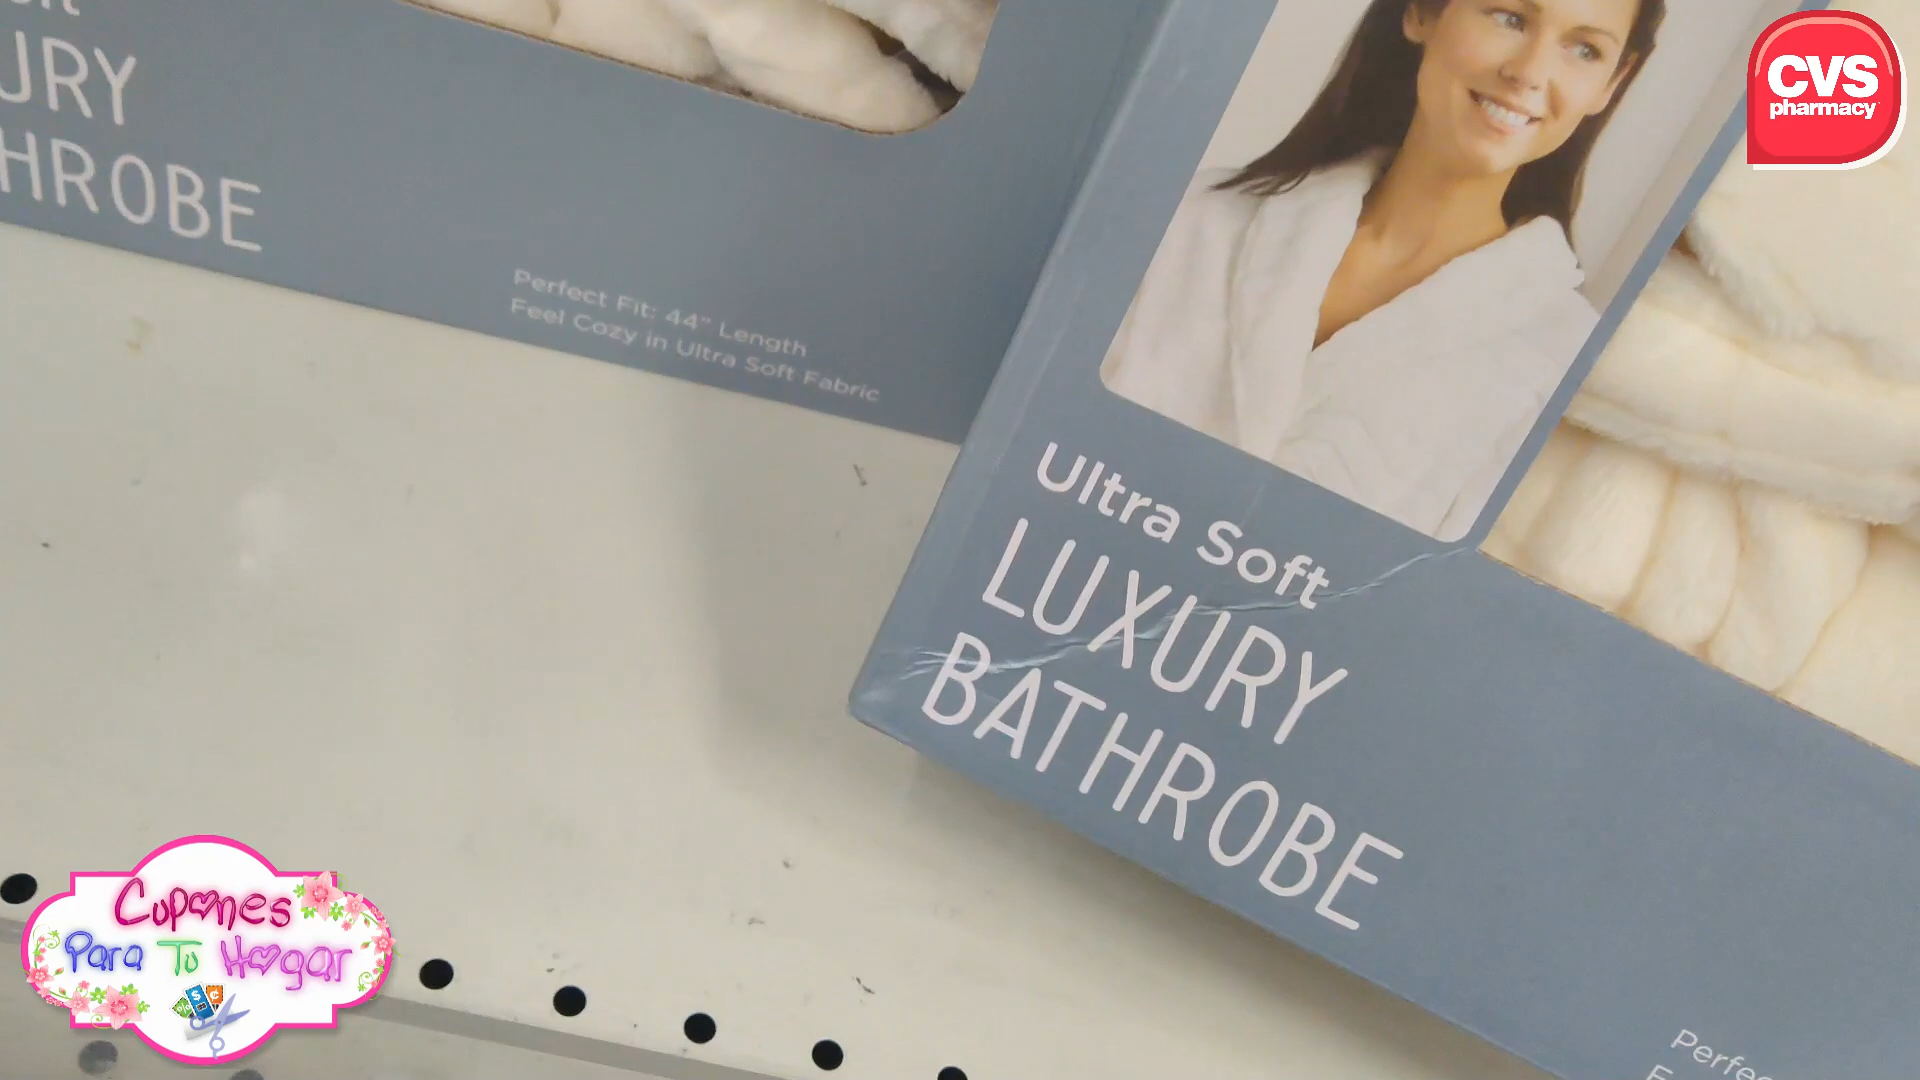 URY
HROBE
Perfect Fit: 44" Length
Feel Cozy in Ultra Soft Fabric
CVS
pharmacy
Ultra Soft
LUXURY
BATHROBE
Cupones
Para Tu Hogar